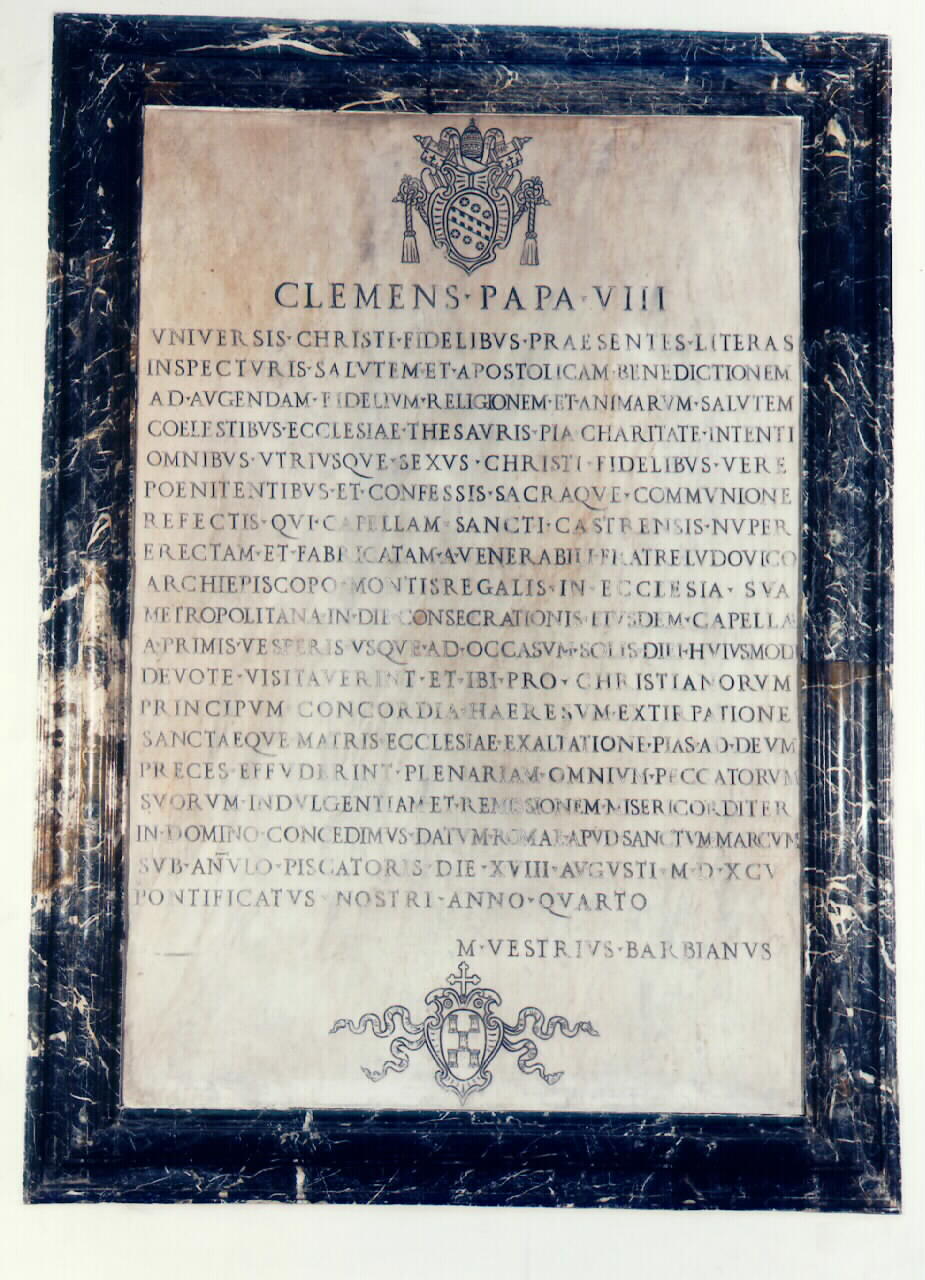 CLEMENS·PAPA·VIII
VNIVERSIS·CHRISTI·FIDELIBVS·PRAESENTES·LITERAS
INSPECTVRIS·SALVTEM·ET·APOSTOLICAM·BENEDICTIONEM
AD·AVGENDAM·FIDELIVM·RELIGIONEM·ET·ANIMARVM·SALVTEM
COELESTIBVS·ECCLESIAE·THESAVRIS·PIA·CHARITATE·INTENTI
OMNIBVS·VTRIVSQVE·SEXVS·CHRISTI·FIDELIBVS·VERE
POENITENTIBVS·ET·CONFESSIS·SACRAQVE·COMMVNIONE
REFECTIS·QVI·CAPELLAM·SANCTI·CASTRENSIS·NVPER
ERECTAM·ET·FABRICATAM·A·VENERABILI·FRATRE·LVDOVICO
ARCHIEPISCOPO·MONTISREGALIS·IN·ECCLESIA·SVA
METROPOLITANA·IN·DIE·CONSECRATIONIS·EIVSDEM·CAPELLAE
A·PRIMIS·VESPERIS·VSQVE·AD·OCCASVM·SOLIS·DIEI·HVIVSMODI
DEVOTE·VISITAVERINT·ET·IBI·PRO·CHRISTIANORVM
PRINCIPVM·CONCORDIA·HAERESVM·EXTIRPATIONE
SANCTAEQVE·MATRIS·ECCLESIAE·EXALTATIONE·PIAS·AD·DEVM
PRECES·EFFVDERINT·PLENARIAM·OMNIVM·PECCATORVM
SVORVM·INDVLGENTIAM·ET·REMISSIONEM·MISERICORDITER
IN·DOMINO·CONCEDIMVS·DATVM·ROMAE·APVD·SANCTVM·MARCVM
SVB·AÑVLO·PISCATORIS·DIE·XVIII·AVGVSTI·M·D·XCV
PONTIFICATVS·NOSTRI·ANNO·QVARTO
M·VESTRIVS·BARBIANVS